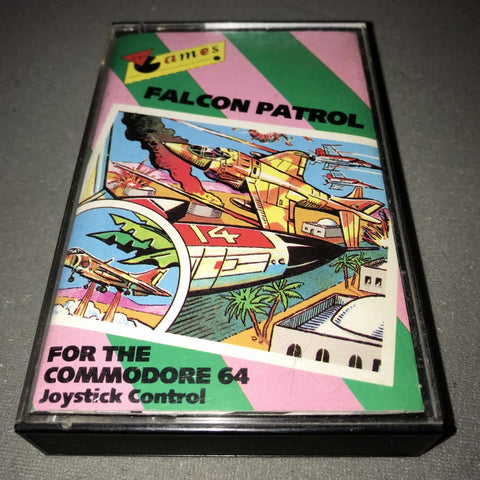 Games
FALCON PATROL
14
FOR THE
COMMODORE 64
Joystick Control